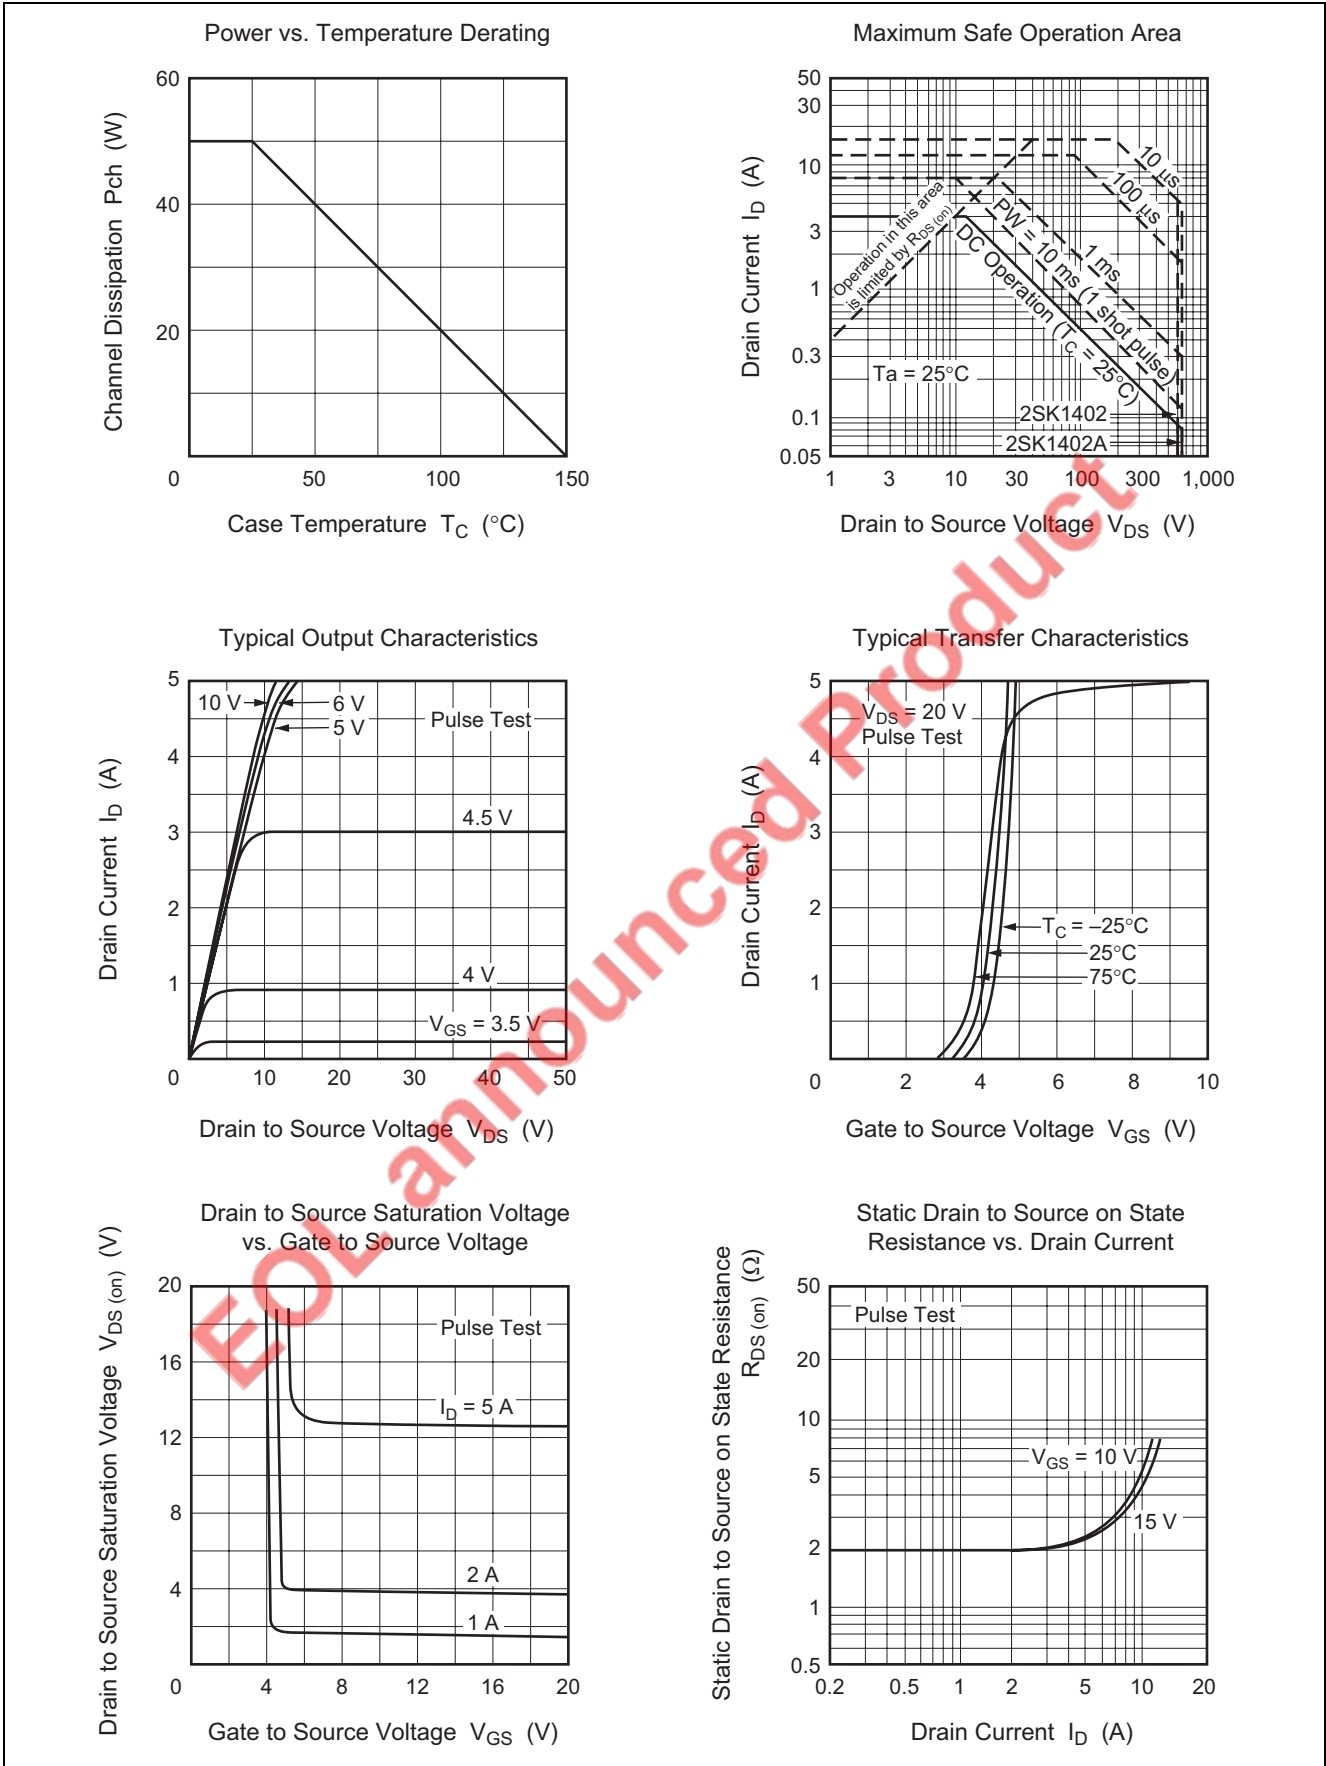 Power vs. Temperature Derating
Channel Dissipation Pch (W)
60
40
20
0
50
100
150
Case Temperature TC (°C)
Maximum Safe Operation Area
Drain Current ID (A)
50
30
10
3
1
0.3
0.1
0.05
10 µs
100 µs
1 ms
PW = 10 ms (1 shot pulse)
DC Operation (TC = 25°C)
Operation in this area
is limited by RDS (on)
Ta = 25°C
2SK1402
2SK1402A
1
3
10
30
100
300
1,000
Drain to Source Voltage VDS (V)
Typical Output Characteristics
Drain Current ID (A)
5
4
3
2
1
10 V
6 V
5 V
Pulse Test
4.5 V
4 V
VGS = 3.5 V
0
10
20
30
40
50
Drain to Source Voltage VDS (V)
Typical Transfer Characteristics
Drain Current ID (A)
5
4
3
2
1
VDS = 20 V
Pulse Test
TC = –25°C
25°C
75°C
0
2
4
6
8
10
Gate to Source Voltage VGS (V)
Drain to Source Saturation Voltage
vs. Gate to Source Voltage
Drain to Source Saturation Voltage VDS (on) (V)
20
16
12
8
4
Pulse Test
ID = 5 A
2 A
1 A
0
4
8
12
16
20
Gate to Source Voltage VGS (V)
Static Drain to Source on State
Resistance vs. Drain Current
Static Drain to Source on State Resistance
RDS (on) (Ω)
50
20
10
5
2
1
0.5
Pulse Test
VGS = 10 V
15 V
0.2
0.5
1
2
5
10
20
Drain Current ID (A)
EOL announced Product